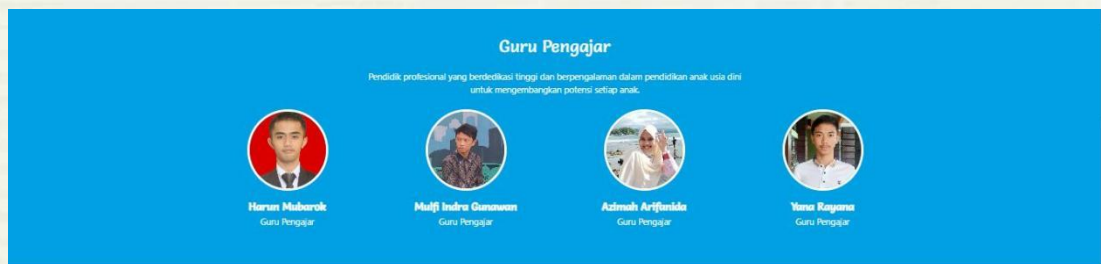 Guru Pengajar
Pendidik profesional yang berdedikasi tinggi dan berpengalaman dalam pendidikan anak usia dini
untuk mengembangkan potensi setiap anak.
Harun Mubarok
Guru Pengajar
Mulfi Indra Gunawan
Guru Pengajar
Azimah Arifanida
Guru Pengajar
Yana Rayana
Guru Pengajar